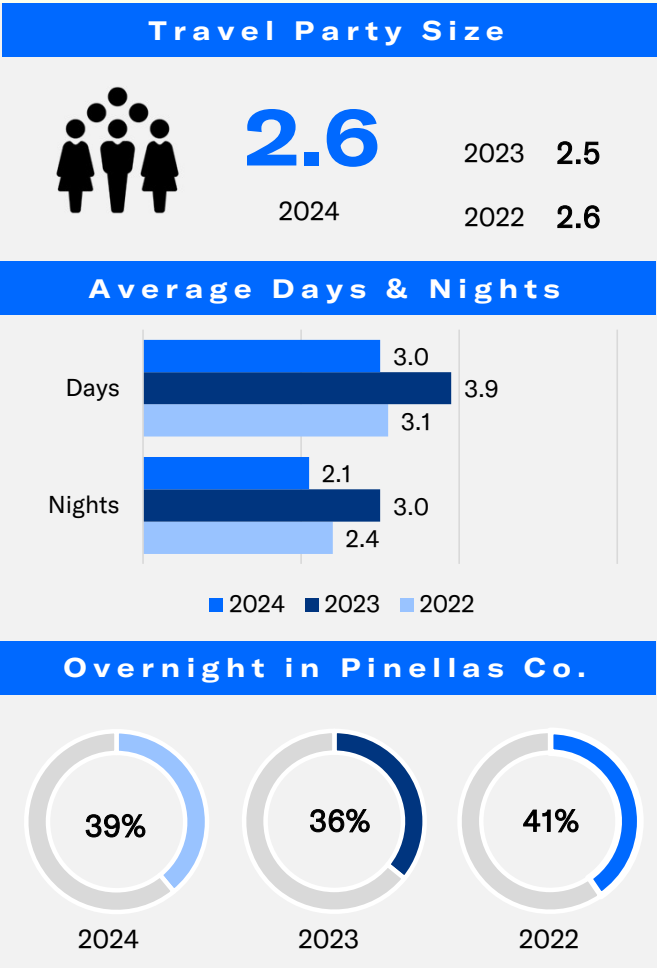 Travel Party Size
2.6
2024
2023 2.5
2022 2.6
Average Days & Nights
Days
3.0
3.9
3.1
Nights
2.1
3.0
2.4
2024 2023 2022
Overnight in Pinellas Co.
39% 36% 41%
2024 2023 2022